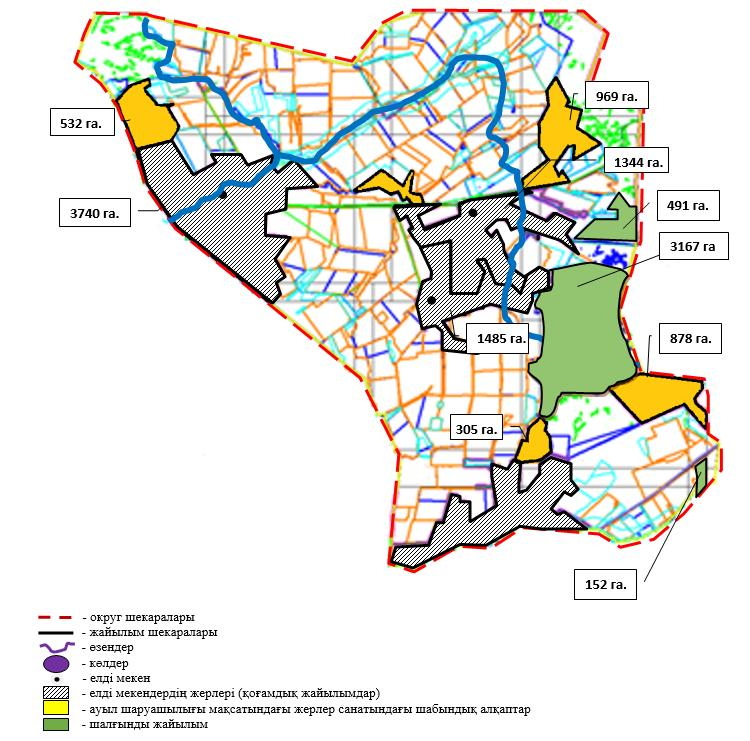 969 га.
532 га.
1344 га.
3740 га.
491 га.
3167 га
1485 га.
878 га.
305 га.
152 га.
- округ шекаралары
- жайылым шекаралары
- өзендер
- көлдер
- елді мекен
- елді мекендердің жерлері (қоғамдық жайылымдар)
- ауыл шаруашылығы мақсатындағы жерлер санатындағы шабындық алқаптар
- шалғынды жайылым